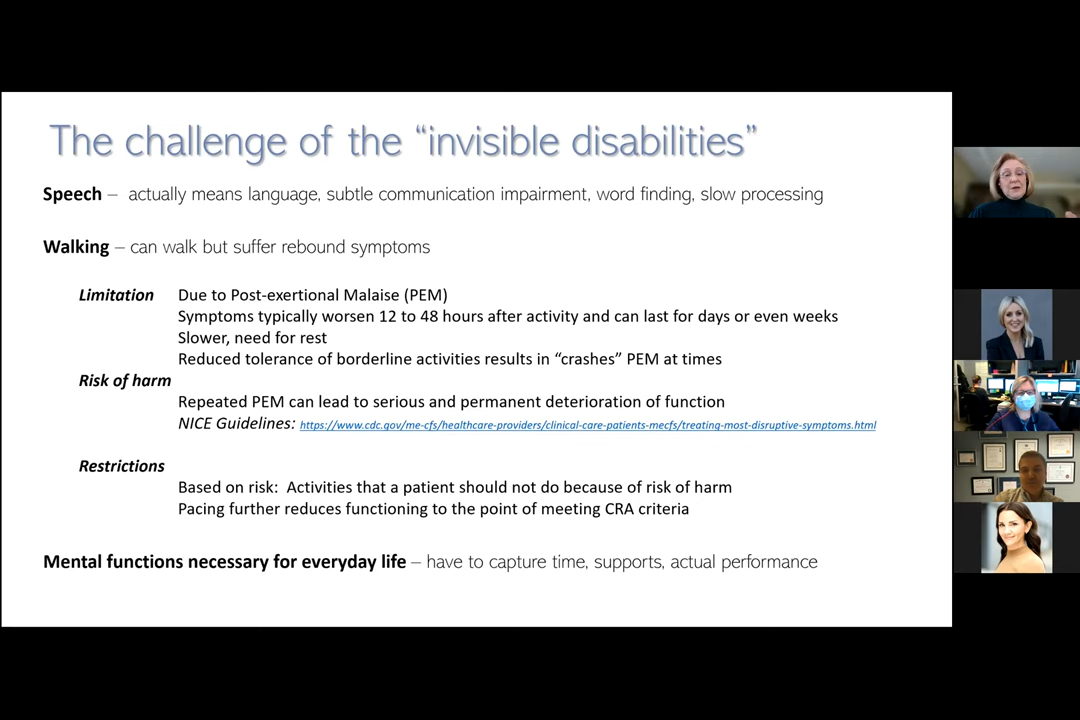 The challenge of the “invisible disabilities”
Speech – actually means language, subtle communication impairment, word finding, slow processing
Walking – can walk but suffer rebound symptoms
Limitation Due to Post-exertional Malaise (PEM)
Symptoms typically worsen 12 to 48 hours after activity and can last for days or even weeks
Slower, need for rest
Reduced tolerance of borderline activities results in “crashes” PEM at times
Risk of harm
Repeated PEM can lead to serious and permanent deterioration of function
NICE Guidelines: https://www.cdc.gov/me-cfs/healthcare-providers/clinical-care-patients-mecfs/treating-most-disruptive-symptoms.html
Restrictions
Based on risk: Activities that a patient should not do because of risk of harm
Pacing further reduces functioning to the point of meeting CRA criteria
Mental functions necessary for everyday life – have to capture time, supports, actual performance